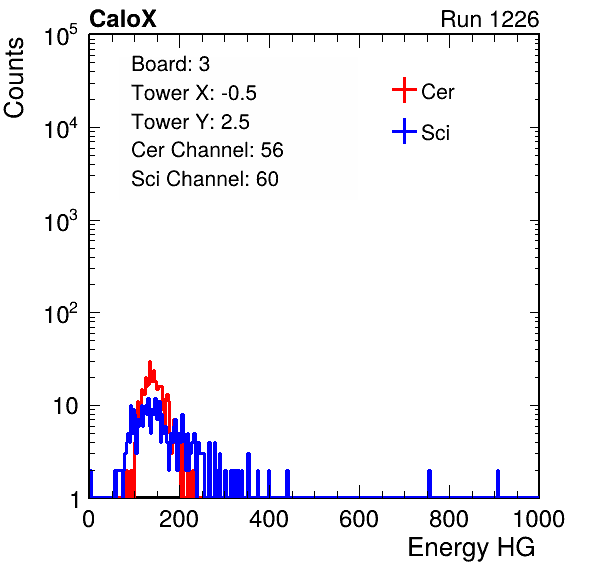 CaloX Run 1226
Counts
Board: 3
Tower X: -0.5
Tower Y: 2.5
Cer Channel: 56
Sci Channel: 60
Cer
Sci
10^5
10^4
10^3
10^2
10
1
0 200 400 600 800 1000
Energy HG